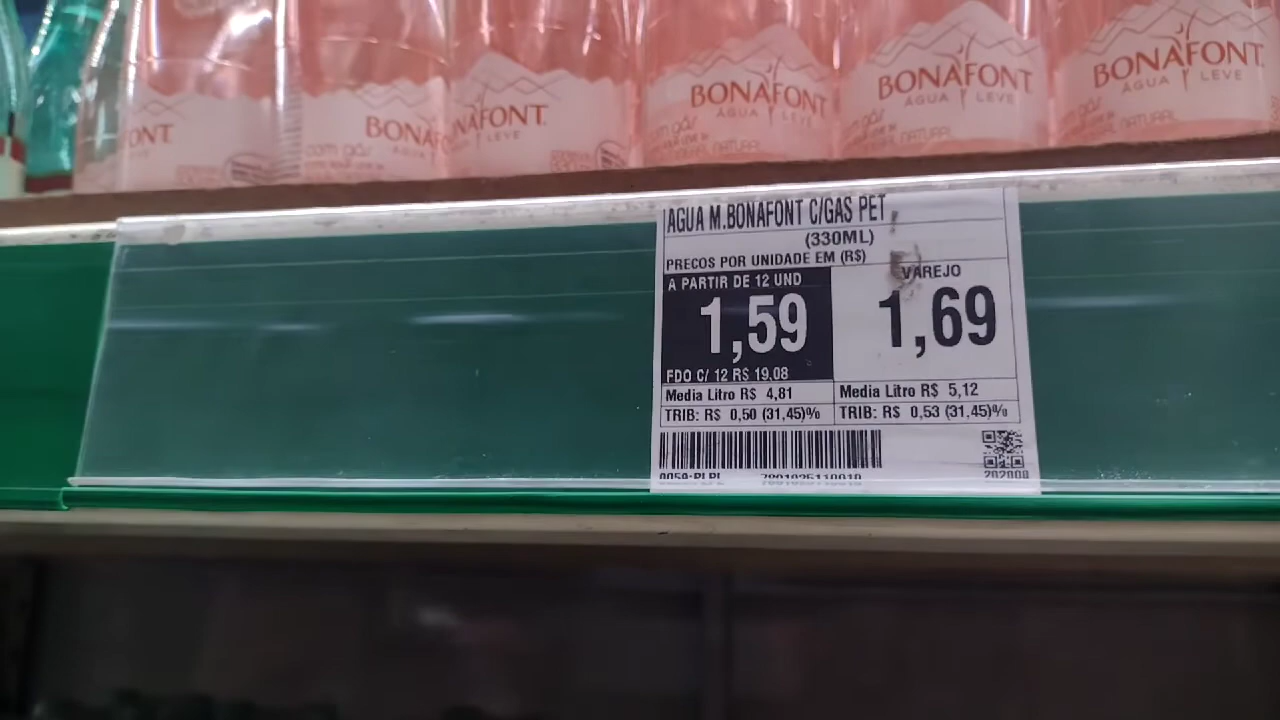 BONAFONT
ÁGUA LEVE
BONAFONT
ÁGUA LEVE
BONAFONT
ÁGUA LEVE
AGUA M.BONAFONT C/GAS PET
(330ML)
PRECOS POR UNIDADE EM (R$)
A PARTIR DE 12 UND
1,59
FDO C/ 12 R$ 19,08
VAREJO
1,69
Media Litro R$ 4,81
Media Litro R$ 5,12
TRIB: R$ 0,50 (31,45)%
TRIB: R$ 0,53 (31,45)%